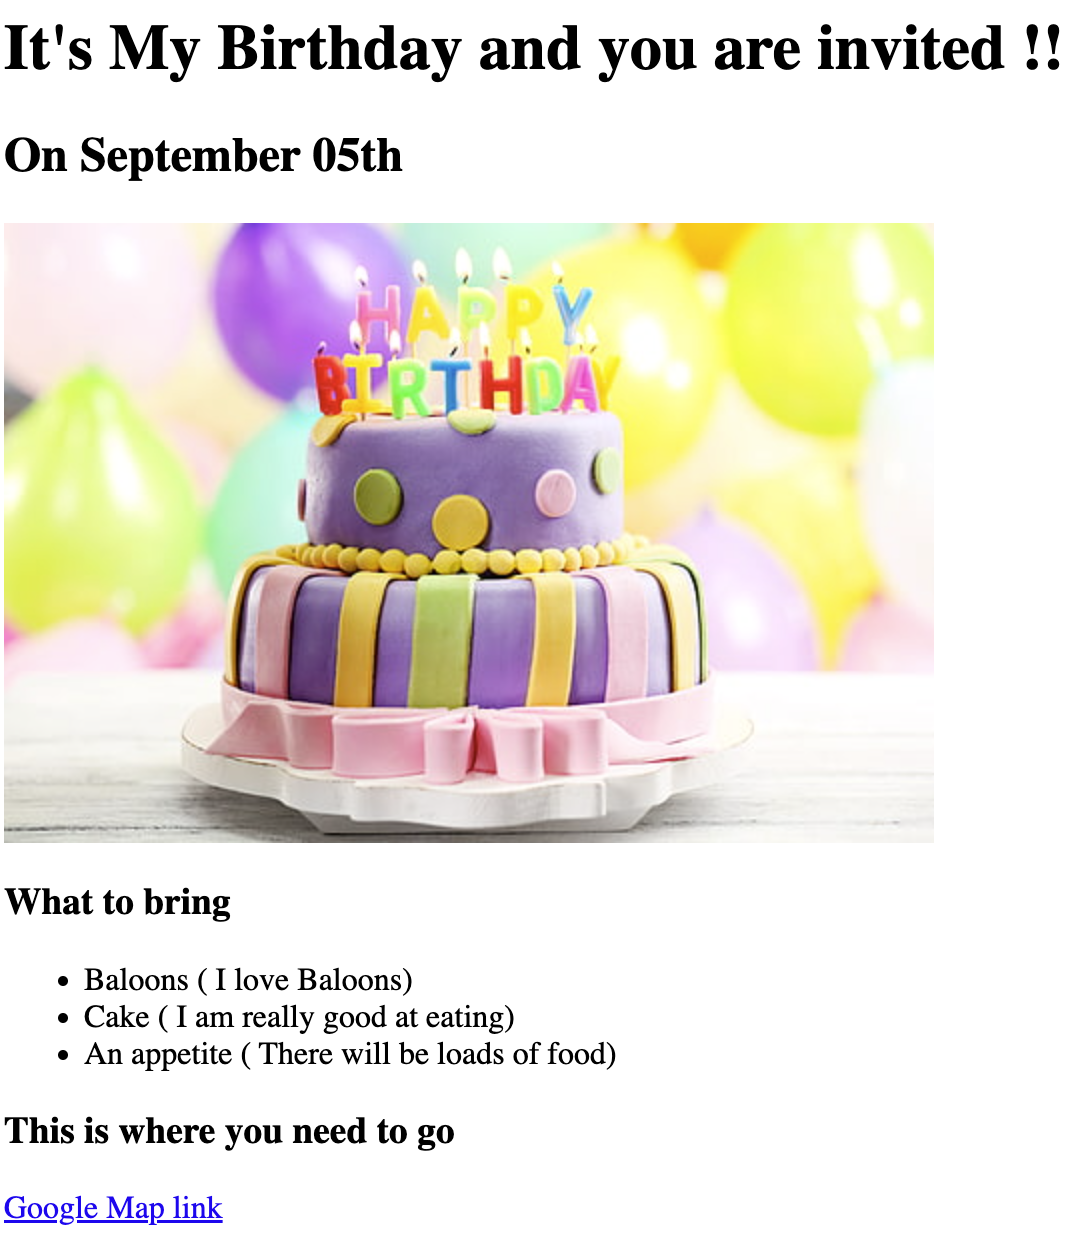 It's My Birthday and you are invited !!
On September 05th
HAPPY
BIRTHDAY
What to bring
Baloons ( I love Baloons)
Cake ( I am really good at eating)
An appetite ( There will be loads of food)
This is where you need to go
Google Map link